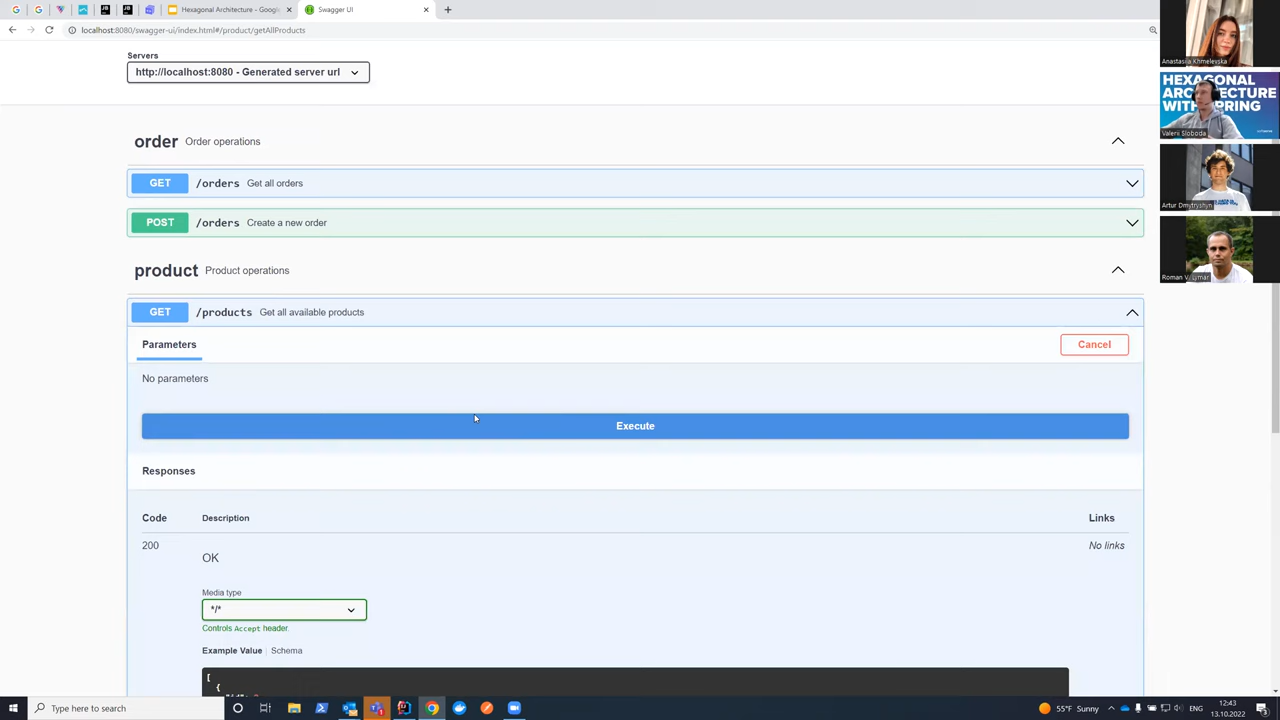 Hexagonal Architecture - Google
Swagger UI
localhost:8080/swagger-ui/index.html#/product/getAllProducts
Servers
http://localhost:8080 - Generated server url
order Order operations
GET /orders Get all orders
POST /orders Create a new order
product Product operations
GET /products Get all available products
Parameters
Cancel
No parameters
Execute
Responses
Code Description Links
200 OK No links
Media type
*/*
Controls Accept header.
Example Value Schema
[
{
Anastasiia Khmelevska
HEXAGONAL
ARCHITECTURE
WITH SPRING
Valerii Sloboda
Artur Dmytryshyn
Roman V. Lymar
Type here to search
55°F Sunny
ENG
12:43
13.10.2022